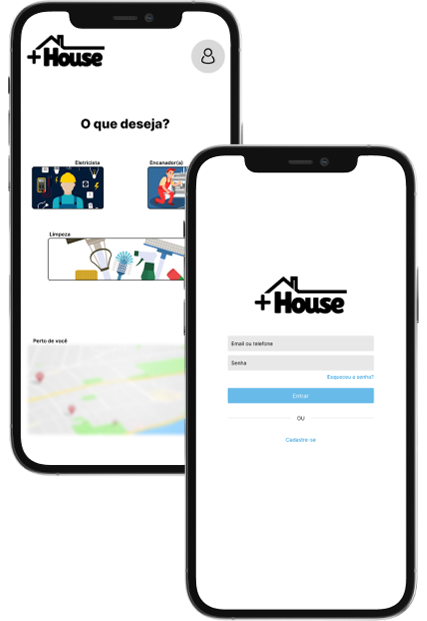 +House
O que deseja?
Eletricista
Encanador(a)
Limpeza
Perto de você
+House
Email ou telefone
Senha
Esqueceu a senha?
Entrar
OU
Cadastre-se